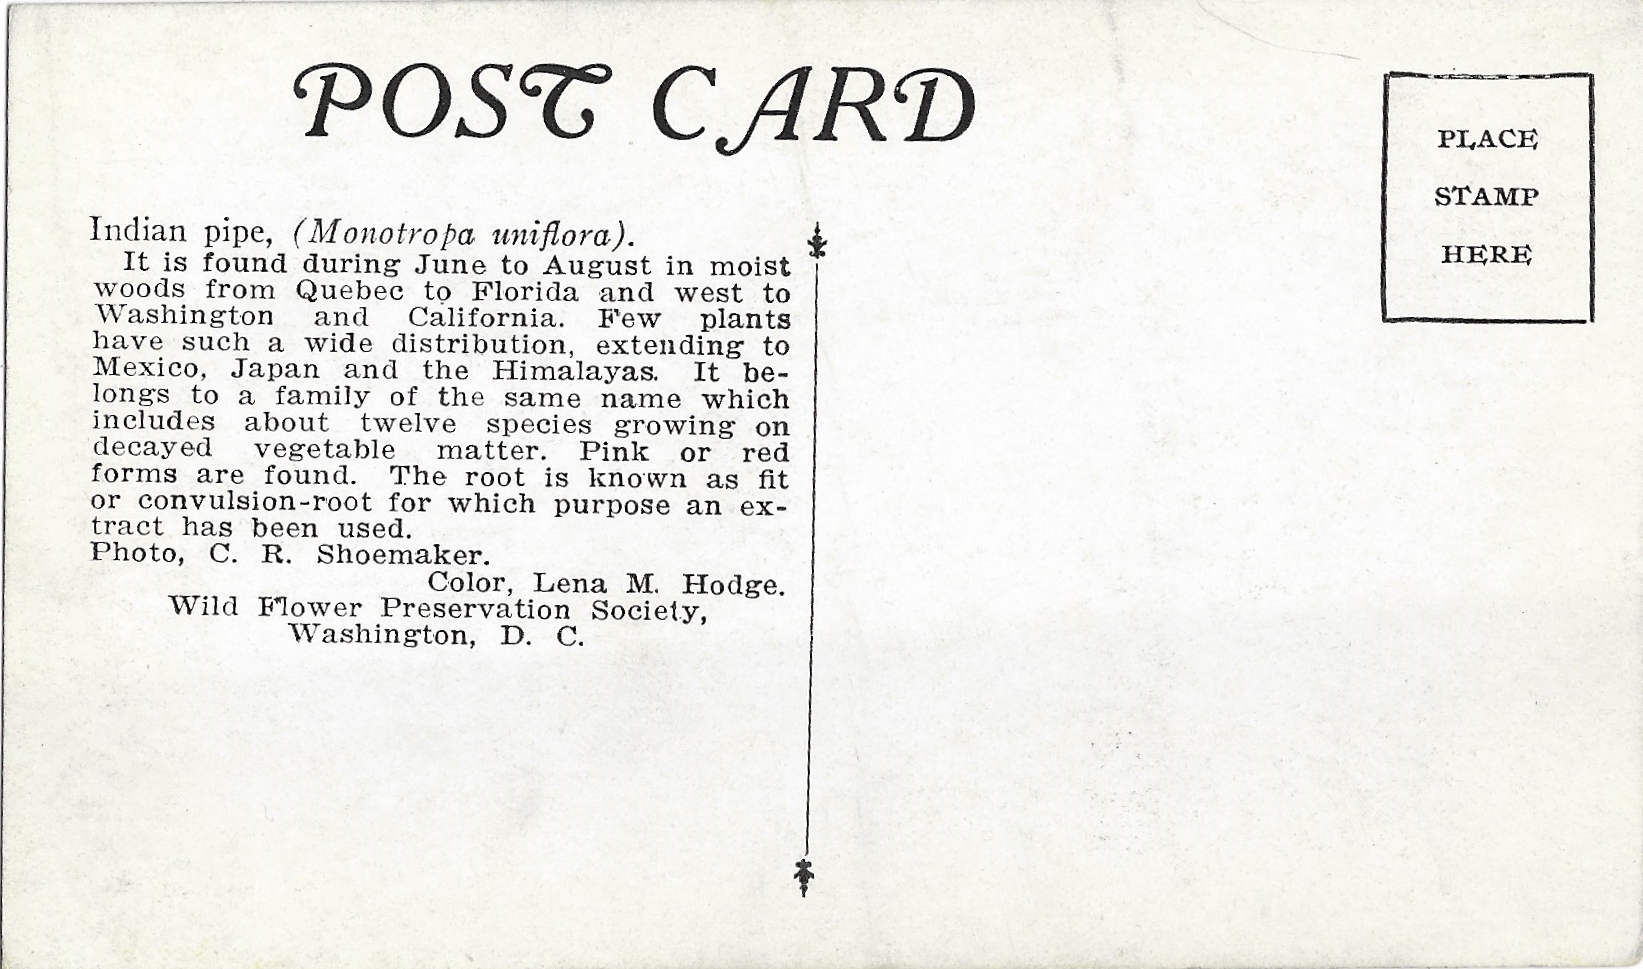 POST CARD
PLACE
STAMP
HERE
Indian pipe, (Monotropa uniflora).
It is found during June to August in moist
woods from Quebec to Florida and west to
Washington and California. Few plants
have such a wide distribution, extending to
Mexico, Japan and the Himalayas. It be-
longs to a family of the same name which
includes about twelve species growing on
decayed vegetable matter. Pink or red
forms are found. The root is known as fit
or convulsion-root for which purpose an ex-
tract has been used.
Photo, C. R. Shoemaker.
Color, Lena M. Hodge.
Wild Flower Preservation Society,
Washington, D. C.